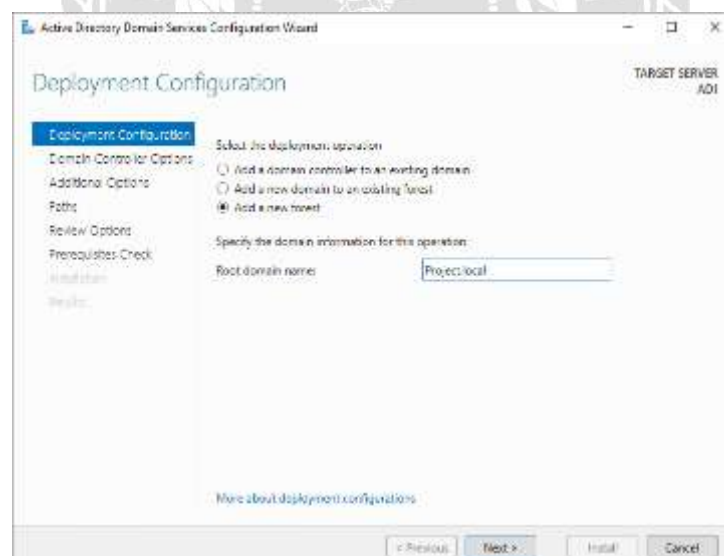 Active Directory Domain Services Configuration Wizard
Deployment Configuration
TARGET SERVER
AD1
Deployment Configuration
Domain Controller Options
Additional Options
Paths
Review Options
Prerequisites Check
Installation
Results
Select the deployment operation
Add a domain controller to an existing domain
Add a new domain to an existing forest
Add a new forest
Specify the domain information for this operation
Root domain name:
Project.local
More about deployment configurations
< Previous
Next >
Install
Cancel